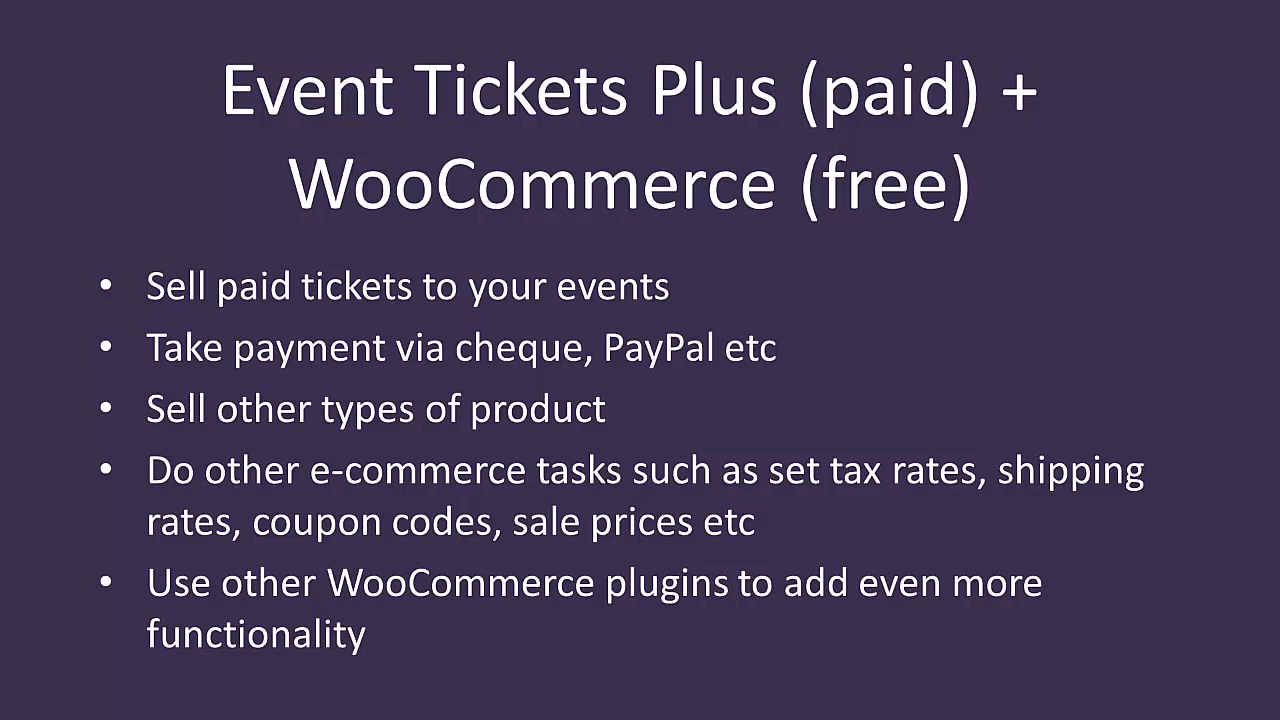 Event Tickets Plus (paid) +
WooCommerce (free)
• Sell paid tickets to your events
• Take payment via cheque, PayPal etc
• Sell other types of product
• Do other e-commerce tasks such as set tax rates, shipping
rates, coupon codes, sale prices etc
• Use other WooCommerce plugins to add even more
functionality